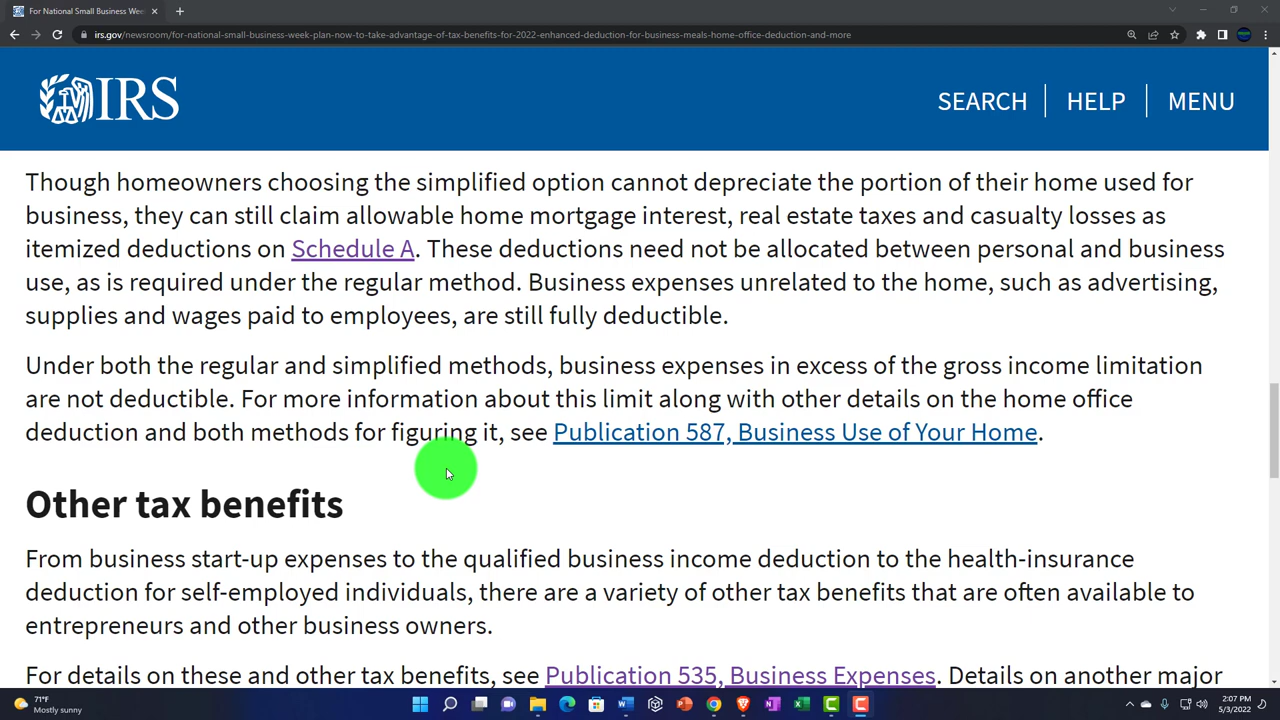 For National Small Business Wee
irs.gov/newsroom/for-national-small-business-week-plan-now-to-take-advantage-of-tax-benefits-for-2022-enhanced-deduction-for-business-meals-home-office-deduction-and-more
IRS
SEARCH
HELP
MENU
Though homeowners choosing the simplified option cannot depreciate the portion of their home used for
business, they can still claim allowable home mortgage interest, real estate taxes and casualty losses as
itemized deductions on Schedule A. These deductions need not be allocated between personal and business
use, as is required under the regular method. Business expenses unrelated to the home, such as advertising,
supplies and wages paid to employees, are still fully deductible.
Under both the regular and simplified methods, business expenses in excess of the gross income limitation
are not deductible. For more information about this limit along with other details on the home office
deduction and both methods for figuring it, see Publication 587, Business Use of Your Home.
Other tax benefits
From business start-up expenses to the qualified business income deduction to the health-insurance
deduction for self-employed individuals, there are a variety of other tax benefits that are often available to
entrepreneurs and other business owners.
For details on these and other tax benefits, see Publication 535, Business Expenses. Details on another major
71°F
Mostly sunny
2:07 PM
5/3/2022